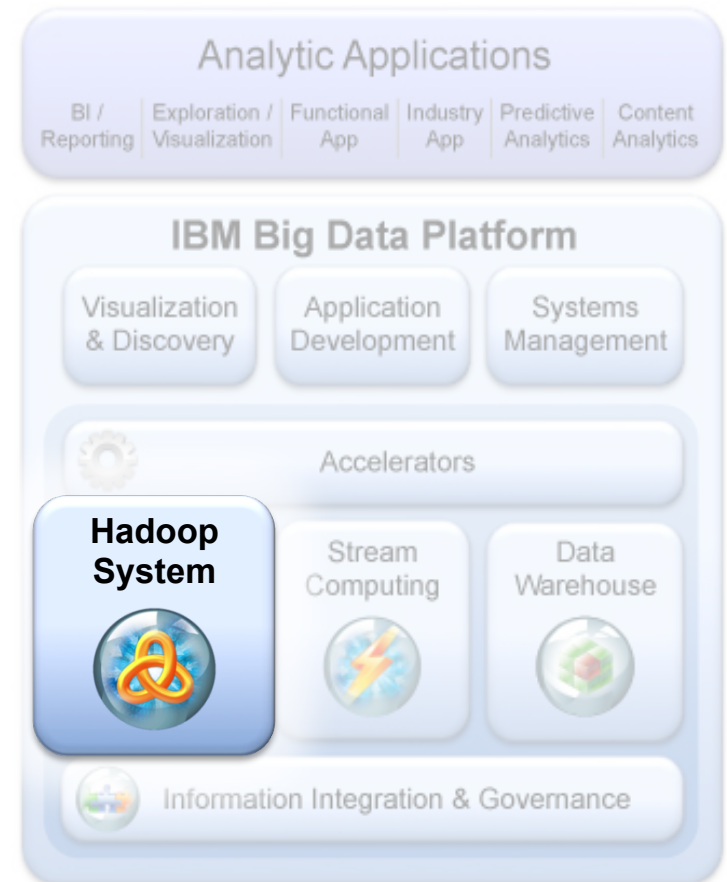 Analytic Applications
BI / Reporting
Exploration / Visualization
Functional App
Industry App
Predictive Analytics
Content Analytics
IBM Big Data Platform
Visualization
& Discovery
Application
Development
Systems
Management
Accelerators
Hadoop
System
Stream
Computing
Data
Warehouse
Information Integration & Governance